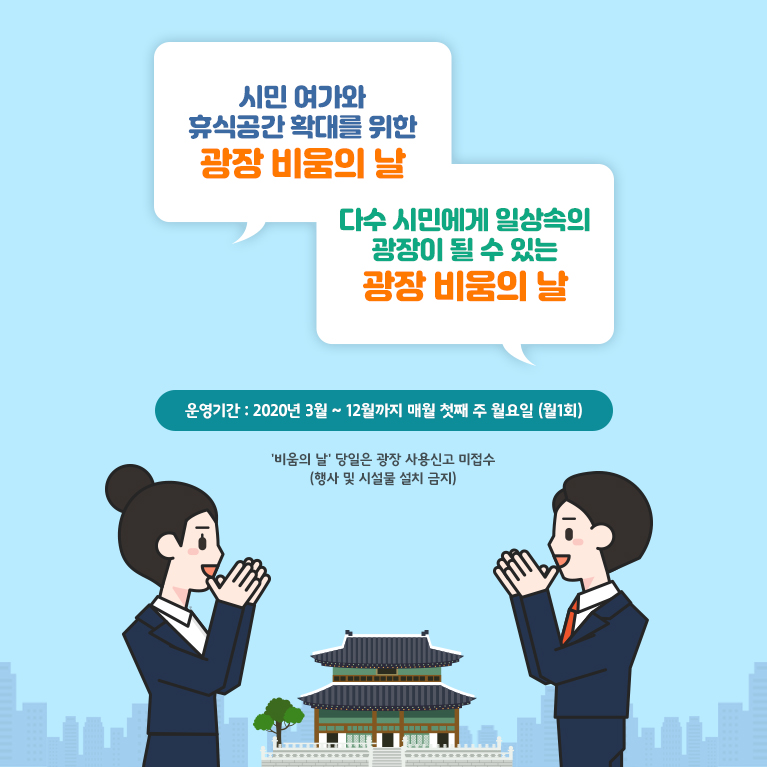 시민 여가와
휴식공간 확대를 위한
광장 비움의 날
다수 시민에게 일상속의
광장이 될 수 있는
광장 비움의 날
운영기간 : 2020년 3월 ~ 12월까지 매월 첫째 주 월요일 (월1회)
'비움의 날' 당일은 광장 사용신고 미접수
(행사 및 시설물 설치 금지)